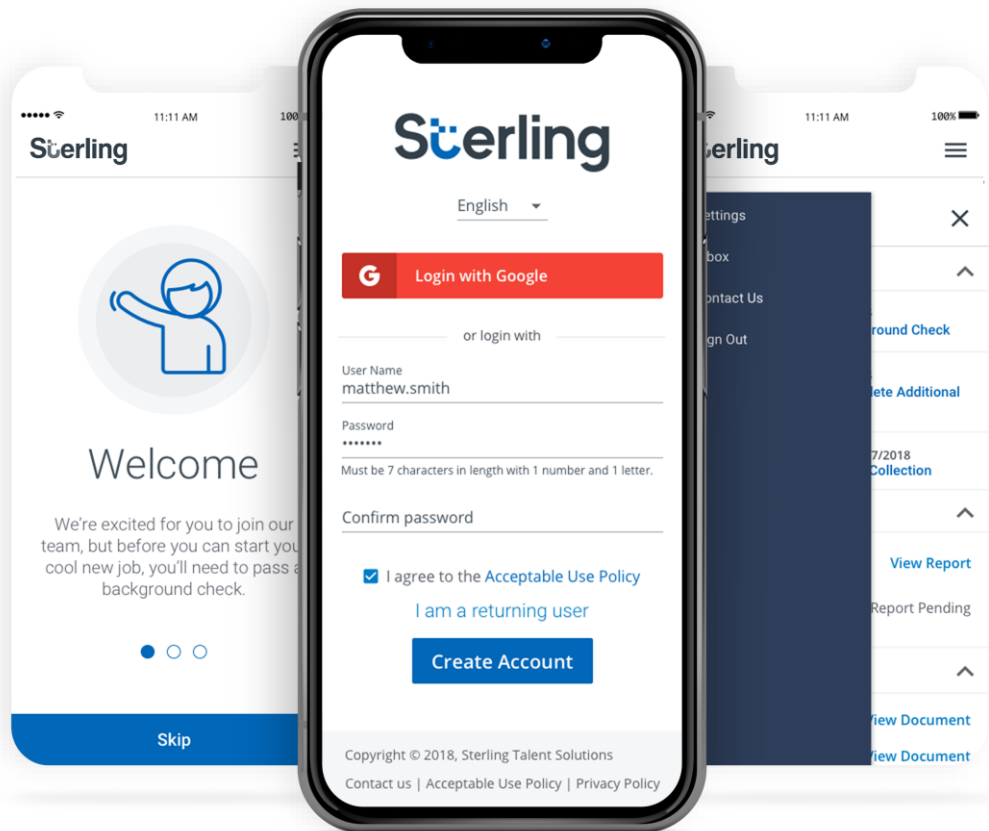 11:11 AM
100
Sterling
Welcome
We're excited for you to join our
team, but before you can start you
cool new job, you'll need to pass a
background check.
Skip
Sterling
English
G
Login with Google
or login with
User Name
matthew.smith
Password
•••••••
Must be 7 characters in length with 1 number and 1 letter.
Confirm password
I agree to the Acceptable Use Policy
I am a returning user
Create Account
Copyright © 2018, Sterling Talent Solutions
Contact us | Acceptable Use Policy | Privacy Policy
11:11 AM
100%
erling
ettings
box
ontact Us
gn Out
round Check
lete Additional
7/2018
Collection
View Report
Report Pending
View Document
View Document